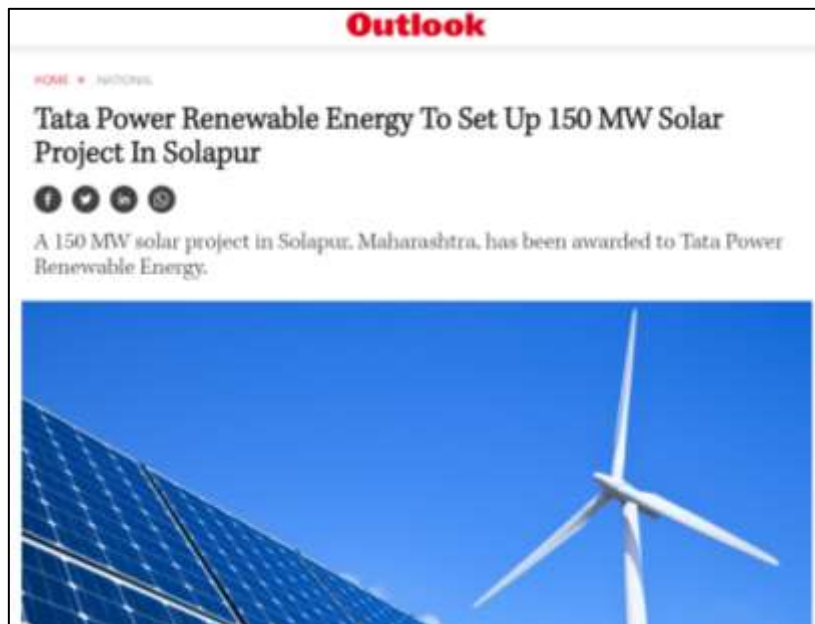 Outlook
HOME • NATIONAL
Tata Power Renewable Energy To Set Up 150 MW Solar
Project In Solapur
A 150 MW solar project in Solapur, Maharashtra, has been awarded to Tata Power
Renewable Energy.